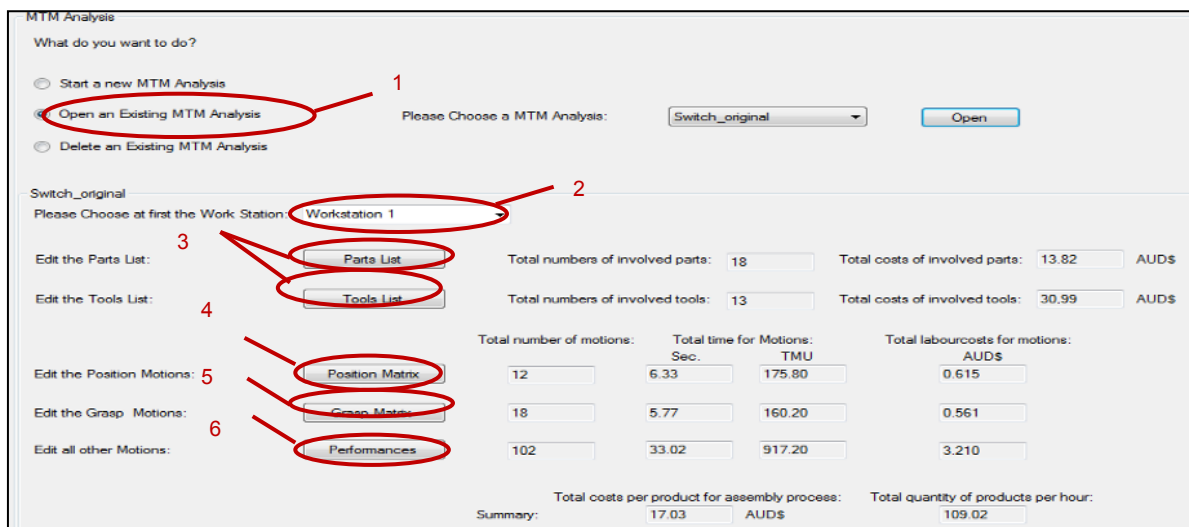 MTM Analysis
What do you want to do?
Start a new MTM Analysis
1
Open an Existing MTM Analysis Please Choose a MTM Analysis: Switch_original Open
Delete an Existing MTM Analysis
Switch_original
2
Please Choose at first the Work Station: Workstation 1
3
Edit the Parts List: Parts List Total numbers of involved parts: 18 Total costs of involved parts: 13.82 AUD$
Edit the Tools List: Tools List Total numbers of involved tools: 13 Total costs of involved tools: 30.99 AUD$
4
Total number of motions: Total time for Motions: Total labourcosts for motions:
Sec. TMU AUD$
Edit the Position Motions: 5 Position Matrix 12 6.33 175.80 0.615
Edit the Grasp Motions: Grasp Matrix 18 5.77 160.20 0.561
6
Edit all other Motions: Performances 102 33.02 917.20 3.210
Total costs per product for assembly process: Total quantity of products per hour:
Summary: 17.03 AUD$ 109.02